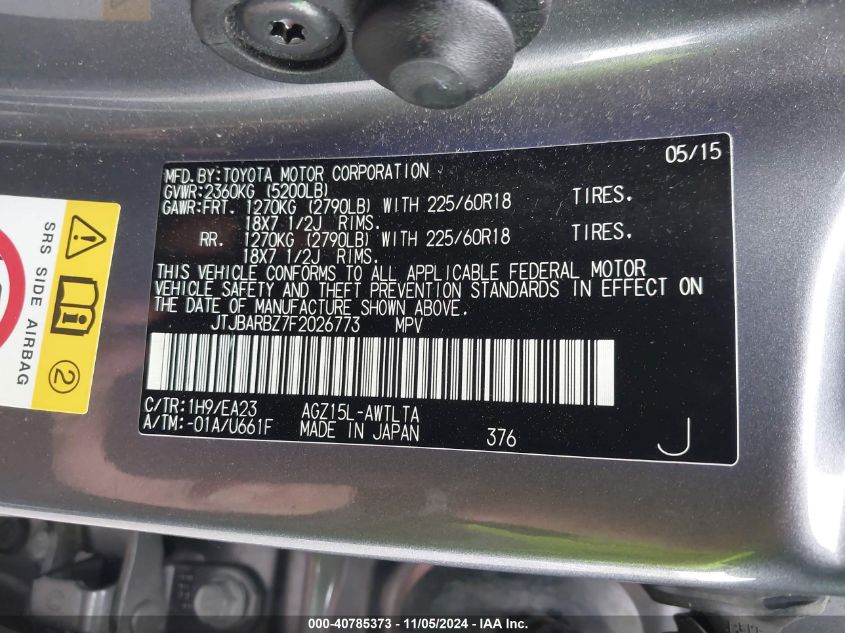 05/15
MFD.BY:TOYOTA MOTOR CORPORATION
GVWR:2360KG (5200LB)
GAWR:FRT. 1270KG (2790LB) WITH 225/60R18 TIRES.
18X7 1/2J RIMS.
RR. 1270KG (2790LB) WITH 225/60R18 TIRES.
18X7 1/2J RIMS.
THIS VEHICLE CONFORMS TO ALL APPLICABLE FEDERAL MOTOR
VEHICLE SAFETY AND THEFT PREVENTION STANDARDS IN EFFECT ON
THE DATE OF MANUFACTURE SHOWN ABOVE.
JTJBARBZ7F2026773 MPV
C/TR:1H9/EA23 AGZ15L-AWTLTA
A/TM:-01A/U661F MADE IN JAPAN 376 J
SRS SIDE AIRBAG
2
000-40785373 - 11/05/2024 - IAA Inc.